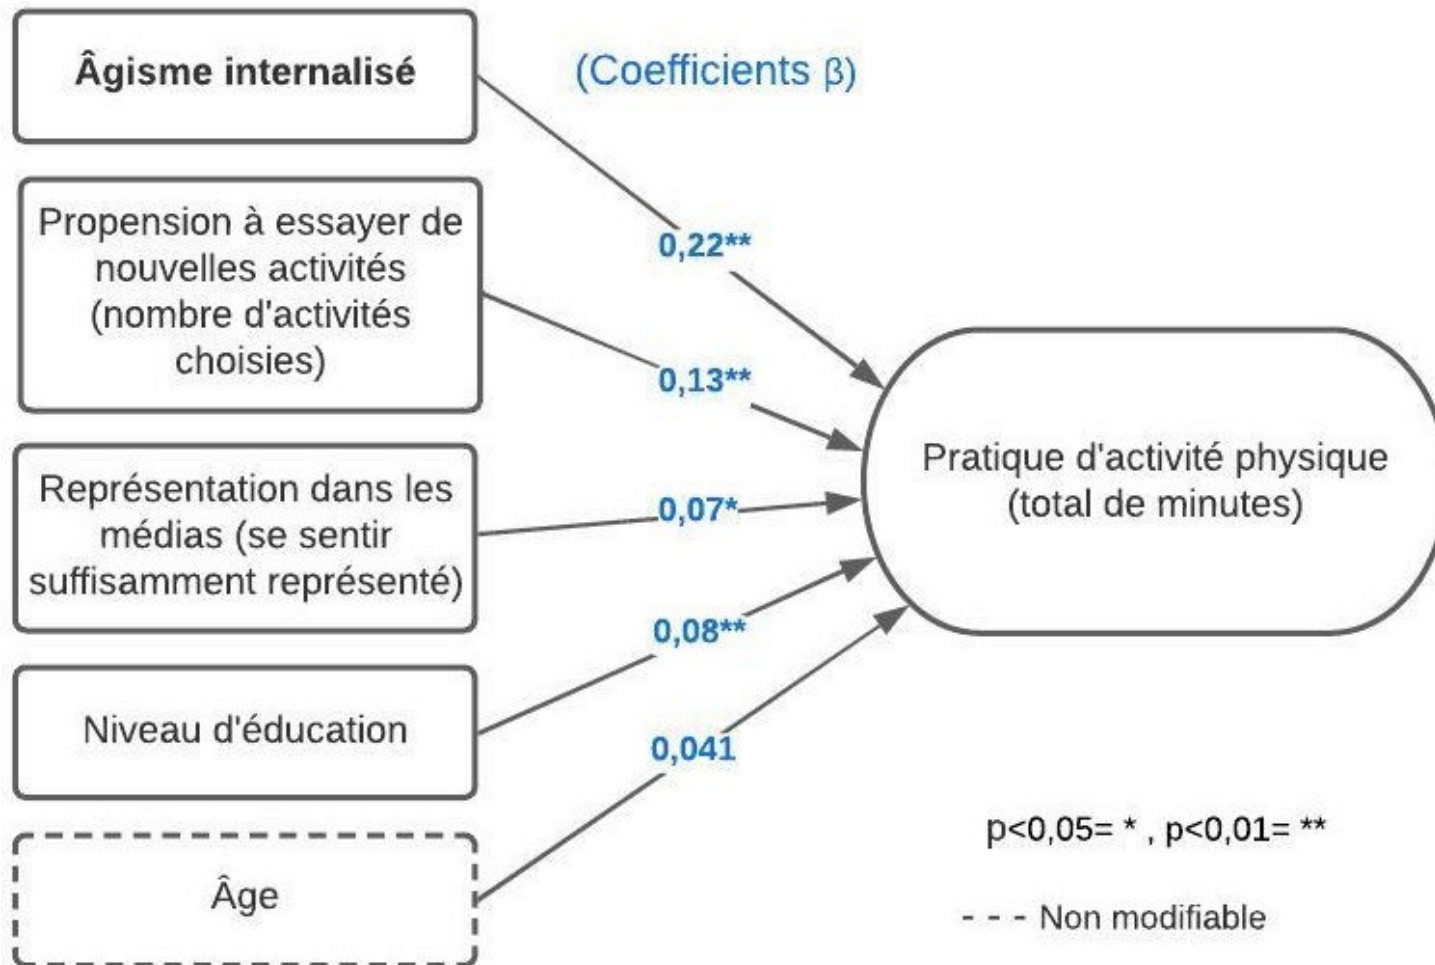 Âgisme internalisé
(Coefficients β)
Propension à essayer de
nouvelles activités
(nombre d'activités
choisies)
Représentation dans les
médias (se sentir
suffisamment représenté)
Niveau d'éducation
Âge
0,22**
0,13**
0,07*
0,08**
0,041
Pratique d'activité physique
(total de minutes)
p<0,05= * , p<0,01= **
--- Non modifiable